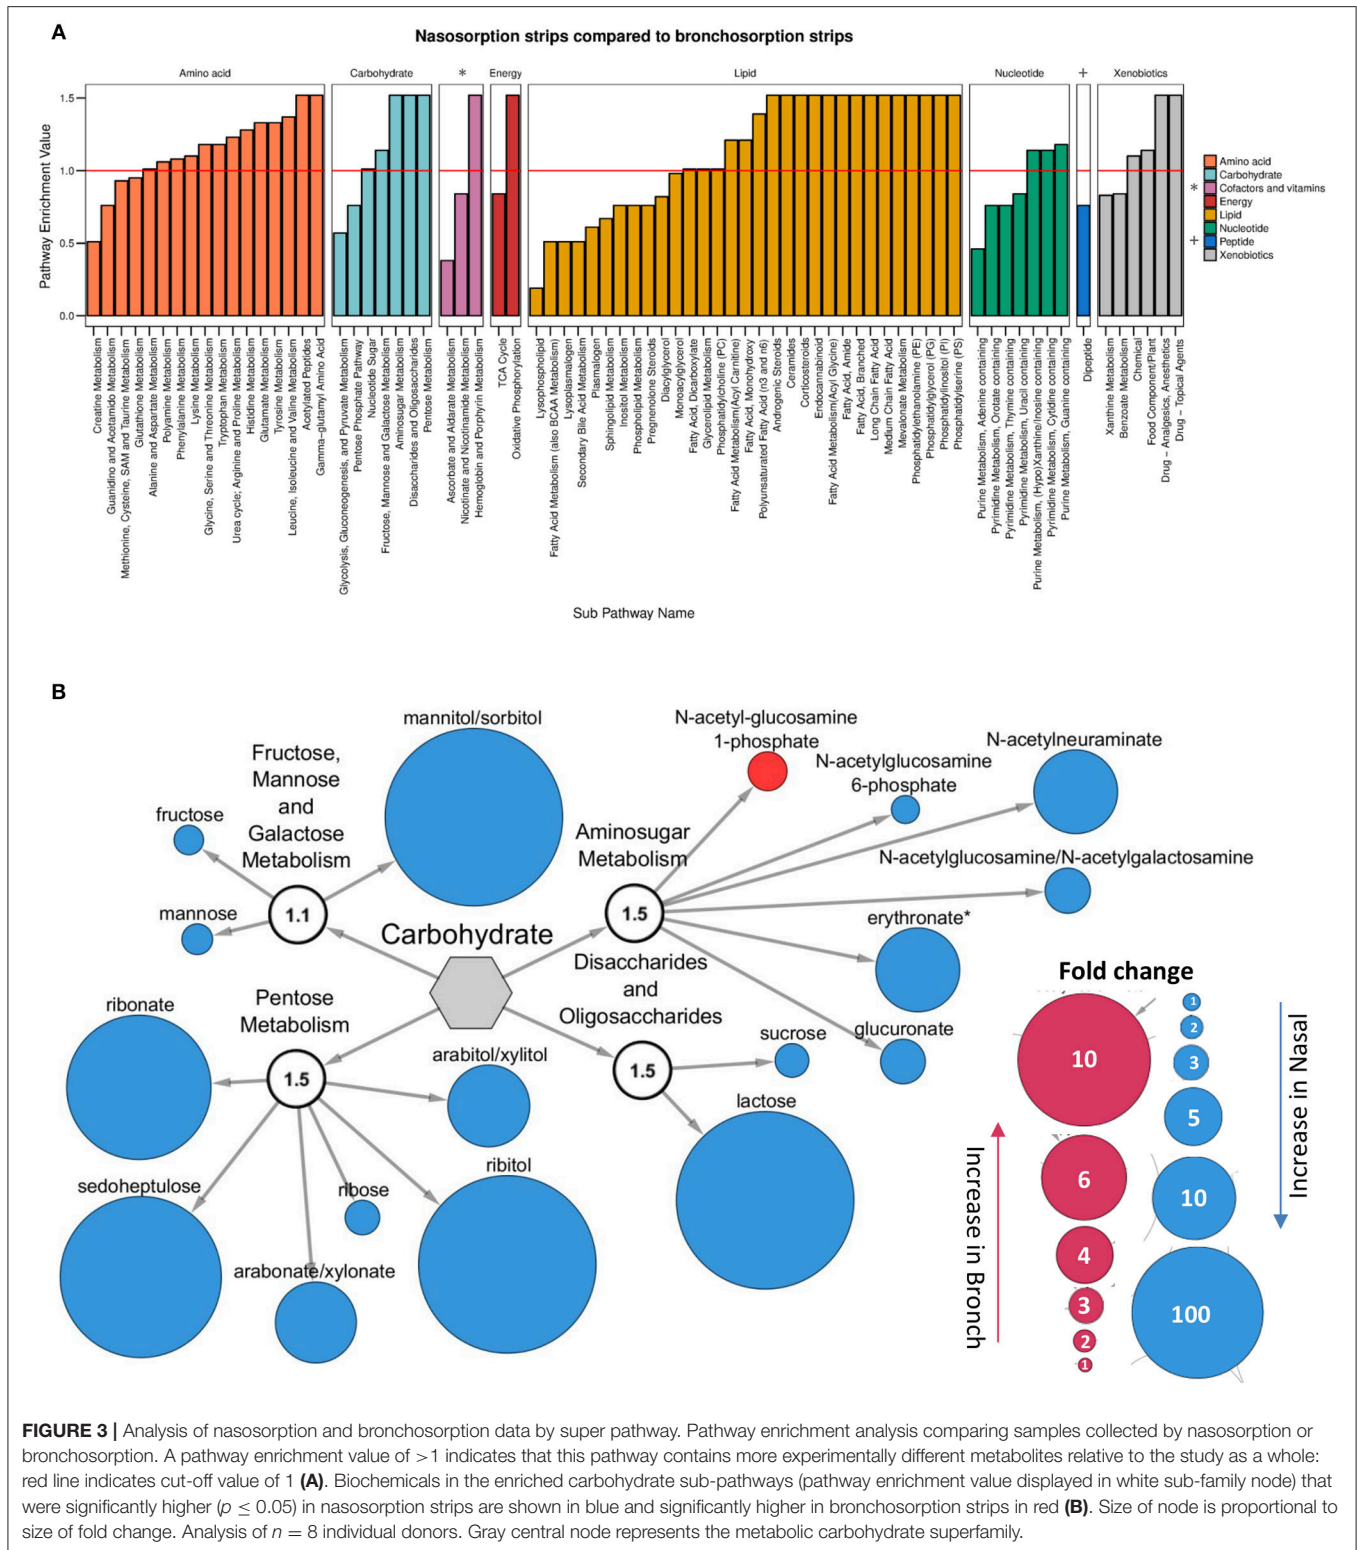 A
Nasosorption strips compared to bronchosorption strips
Amino acid
Carbohydrate
*
Energy
Lipid
Nucleotide
+
Xenobiotics
Pathway Enrichment Value
1.5
1.0
0.5
0.0
Amino acid
Carbohydrate
* Cofactors and vitamins
Energy
Lipid
Nucleotide
+ Peptide
Xenobiotics
Creatine Metabolism
Guanidino and Acetamido Metabolism
Methionine, Cysteine, SAM and Taurine Metabolism
Glutathione Metabolism
Alanine and Aspartate Metabolism
Polyamine Metabolism
Phenylalanine Metabolism
Lysine Metabolism
Glycine, Serine and Threonine Metabolism
Tryptophan Metabolism
Urea cycle; Arginine and Proline Metabolism
Histidine Metabolism
Glutamate Metabolism
Tyrosine Metabolism
Leucine, Isoleucine and Valine Metabolism
Acetylated Peptides
Gamma-glutamyl Amino Acid
Glycolysis, Gluconeogenesis, and Pyruvate Metabolism
Pentose Phosphate Pathway
Nucleotide Sugar
Fructose, Mannose and Galactose Metabolism
Aminosugar Metabolism
Disaccharides and Oligosaccharides
Pentose Metabolism
Ascorbate and Aldarate Metabolism
Nicotinate and Nicotinamide Metabolism
Hemoglobin and Porphyrin Metabolism
TCA Cycle
Oxidative Phosphorylation
Lysophospholipid
Fatty Acid Metabolism (also BCAA Metabolism)
Lysoplasmalogen
Secondary Bile Acid Metabolism
Plasmalogen
Sphingolipid Metabolism
Inositol Metabolism
Phospholipid Metabolism
Pregnenolone Steroids
Diacylglycerol
Monoacylglycerol
Fatty Acid, Dicarboxylate
Glycerolipid Metabolism
Phosphatidylcholine (PC)
Fatty Acid Metabolism(Acyl Carnitine)
Fatty Acid, Monohydroxy
Polyunsaturated Fatty Acid (n3 and n6)
Androgenic Steroids
Ceramides
Corticosteroids
Endocannabinoid
Fatty Acid Metabolism(Acyl Glycine)
Fatty Acid, Amide
Fatty Acid, Branched
Long Chain Fatty Acid
Medium Chain Fatty Acid
Mevalonate Metabolism
Phosphatidylethanolamine (PE)
Phosphatidylglycerol (PG)
Phosphatidylinositol (PI)
Phosphatidylserine (PS)
Purine Metabolism, Adenine containing
Pyrimidine Metabolism, Orotate containing
Pyrimidine Metabolism, Thymine containing
Pyrimidine Metabolism, Uracil containing
Purine Metabolism, (Hypo)Xanthine/Inosine containing
Pyrimidine Metabolism, Cytidine containing
Purine Metabolism, Guanine containing
Dipeptide
Xanthine Metabolism
Benzoate Metabolism
Chemical
Food Component/Plant
Drug – Analgesics, Anesthetics
Drug – Topical Agents
Sub Pathway Name
B
mannitol/sorbitol
Fructose,
Mannose
and
Galactose
Metabolism
fructose
mannose
1.1
Carbohydrate
N-acetyl-glucosamine
1-phosphate
N-acetylglucosamine
6-phosphate
N-acetylneuraminate
Aminosugar
Metabolism
1.5
N-acetylglucosamine/N-acetylgalactosamine
erythronate*
glucuronate
Disaccharides
and
Oligosaccharides
1.5
sucrose
lactose
ribonate
Pentose
Metabolism
1.5
arabitol/xylitol
sedoheptulose
ribose
ribitol
arabonate/xylonate
Fold change
10
6
4
3
2
1
1
2
3
5
10
100
Increase in Bronch
Increase in Nasal
FIGURE 3 | Analysis of nasosorption and bronchosorption data by super pathway. Pathway enrichment analysis comparing samples collected by nasosorption or
bronchosorption. A pathway enrichment value of >1 indicates that this pathway contains more experimentally different metabolites relative to the study as a whole:
red line indicates cut-off value of 1 (A). Biochemicals in the enriched carbohydrate sub-pathways (pathway enrichment value displayed in white sub-family node) that
were significantly higher (p ≤ 0.05) in nasosorption strips are shown in blue and significantly higher in bronchosorption strips in red (B). Size of node is proportional to
size of fold change. Analysis of n = 8 individual donors. Gray central node represents the metabolic carbohydrate superfamily.